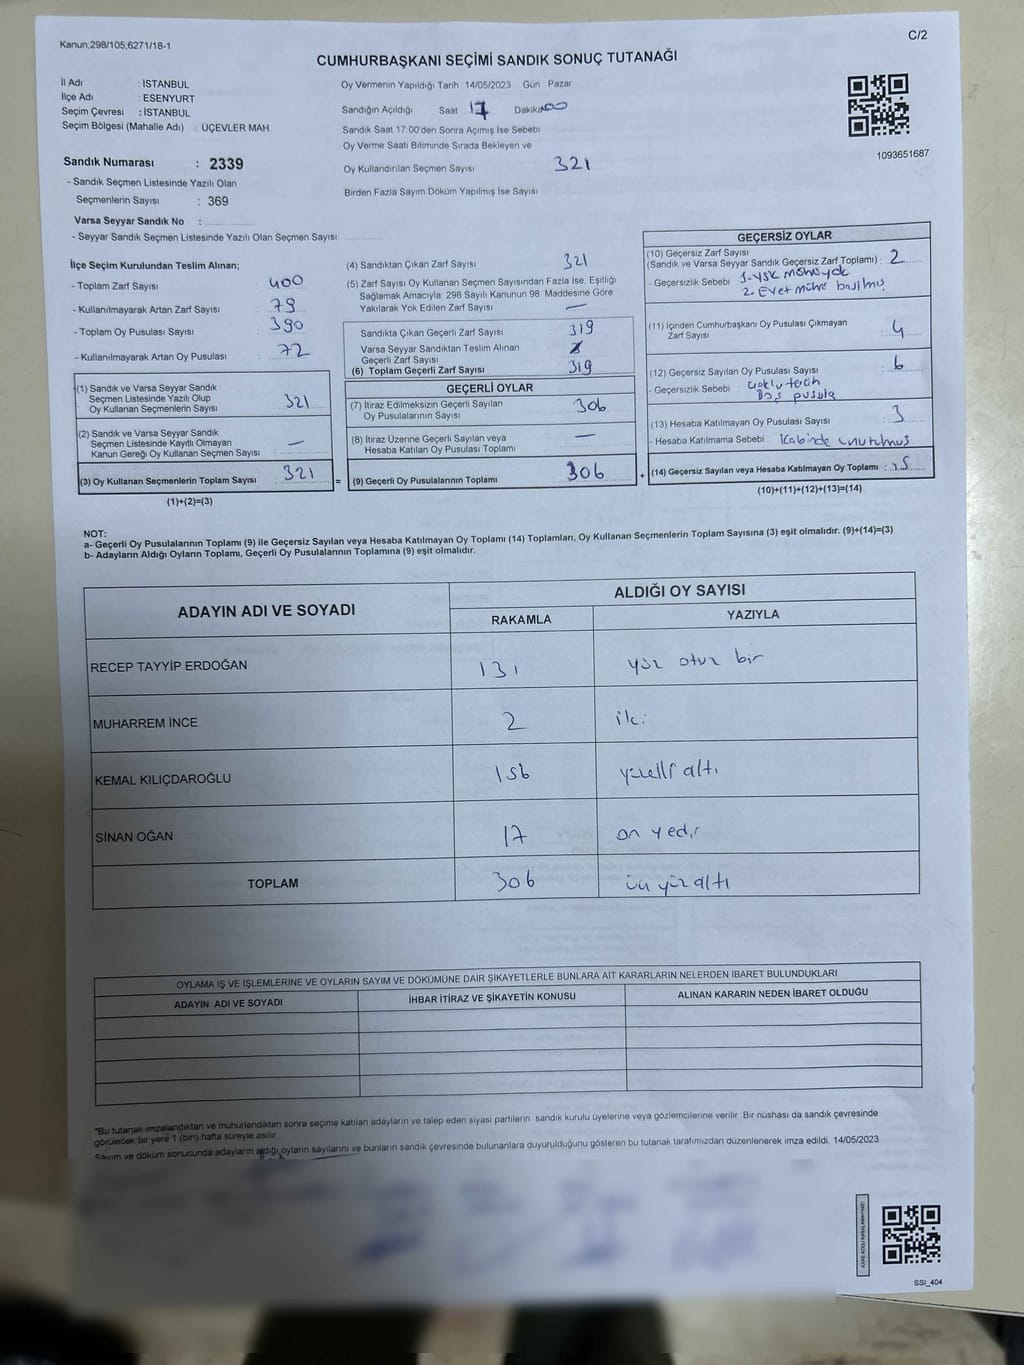 Kanun;298/105;6271/18-1
C/2
CUMHURBAŞKANI SEÇİMİ SANDIK SONUÇ TUTANAĞI
İl Adı : İSTANBUL
İlçe Adı : ESENYURT
Seçim Çevresi : İSTANBUL
Seçim Bölgesi (Mahalle Adı) : ÜÇEVLER MAH.
Sandık Numarası : 2339
- Sandık Seçmen Listesinde Yazılı Olan
Seçmenlerin Sayısı : 369
Varsa Seyyar Sandık No :
- Seyyar Sandık Seçmen Listesinde Yazılı Olan Seçmen Sayısı:
Oy Vermenin Yapıldığı Tarih 14/05/2023 Gün Pazar
Sandığın Açıldığı Saat 17 Dakika 00
Sandık Saat 17:00'den Sonra Açımış İse Sebebi
Oy Verme Saati Bitiminde Sırada Bekleyen ve
Oy Kullandırılan Seçmen Sayısı 321
Birden Fazla Sayım Döküm Yapılmış İse Sayısı
1093651687
İlçe Seçim Kurulundan Teslim Alınan;
- Toplam Zarf Sayısı : 400
- Kullanılmayarak Artan Zarf Sayısı : 79
- Toplam Oy Pusulası Sayısı : 390
- Kullanılmayarak Artan Oy Pusulası : 72
(1) Sandık ve Varsa Seyyar Sandık
Seçmen Listesinde Yazılı Olup
Oy Kullanan Seçmenlerin Sayısı : 321
(2) Sandık ve Varsa Seyyar Sandık
Seçmen Listesinde Kayıtlı Olmayan
Kanun Gereği Oy Kullanan Seçmen Sayısı : —
(3) Oy Kullanan Seçmenlerin Toplam Sayısı : 321
(1)+(2)=(3)
(4) Sandıktan Çıkan Zarf Sayısı 321
(5) Zarf Sayısı Oy Kullanan Seçmen Sayısından Fazla İse, Eşitliği
Sağlamak Amacıyla; 298 Sayılı Kanunun 98. Maddesine Göre
Yakılarak Yok Edilen Zarf Sayısı —
Sandıkta Çıkan Geçerli Zarf Sayısı 319
Varsa Seyyar Sandıktan Teslim Alınan
Geçerli Zarf Sayısı
(6) Toplam Geçerli Zarf Sayısı 319
GEÇERLİ OYLAR
(7) İtiraz Edilmeksizin Geçerli Sayılan
Oy Pusulalarının Sayısı 306
(8) İtiraz Üzerine Geçerli Sayılan veya
Hesaba Katılan Oy Pusulası Toplamı —
= (9) Geçerli Oy Pusulalarının Toplamı 306 +
GEÇERSİZ OYLAR
(10) Geçersiz Zarf Sayısı
(Sandık ve Varsa Seyyar Sandık Geçersiz Zarf Toplamı) : 2
- Geçersizlik Sebebi 1-YSK mühü yok
2. Evet mührü basılmış
(11) İçinden Cumhurbaşkanı Oy Pusulası Çıkmayan
Zarf Sayısı : 4
(12) Geçersiz Sayılan Oy Pusulası Sayısı : 6
- Geçersizlik Sebebi : çoklu tercih
Boş pusula
(13) Hesaba Katılmayan Oy Pusulası Sayısı : 3
- Hesaba Katılmama Sebebi Kabinde unutulmuş
(14) Geçersiz Sayılan veya Hesaba Katılmayan Oy Toplamı : 15
(10)+(11)+(12)+(13)=(14)
NOT:
a- Geçerli Oy Pusulalarının Toplamı (9) ile Geçersiz Sayılan veya Hesaba Katılmayan Oy Toplamı (14) Toplamları, Oy Kullanan Seçmenlerin Toplam Sayısına (3) eşit olmalıdır. (9)+(14)=(3)
b- Adayların Aldığı Oyların Toplamı, Geçerli Oy Pusulalarının Toplamına (9) eşit olmalıdır.
ADAYIN ADI VE SOYADI ALDIĞI OY SAYISI
RAKAMLA YAZIYLA
RECEP TAYYİP ERDOĞAN 131 yüz otuz bir
MUHARREM İNCE 2 iki
KEMAL KILIÇDAROĞLU 156 yüzelli altı
SİNAN OĞAN 17 on yedi
TOPLAM 306 üç yüz altı
OYLAMA İŞ VE İŞLEMLERİNE VE OYLARIN SAYIM VE DÖKÜMÜNE DAİR ŞİKAYETLERLE BUNLARA AİT KARARLARIN NELERDEN İBARET BULUNDUKLARI
ADAYIN ADI VE SOYADI İHBAR İTİRAZ VE ŞİKAYETİN KONUSU ALINAN KARARIN NEDEN İBARET OLDUĞU
*Bu tutanak imzalandıktan ve mühürlendikten sonra seçime katılan adayların ve talep eden siyasi partilerin sandık kurulu üyelerine veya gözlemcilerine verilir. Bir nüshası da sandık çevresinde
görülecek bir yere 1 (bir) hafta süreyle asılır.
Sayım ve döküm sonucunda adayların aldığı oyların sayılarını ve bunların sandık çevresinde bulunanlara duyurulduğunu gösteren bu tutanak tarafımızdan düzenlenerek imza edildi. 14/05/2023
SSI_404